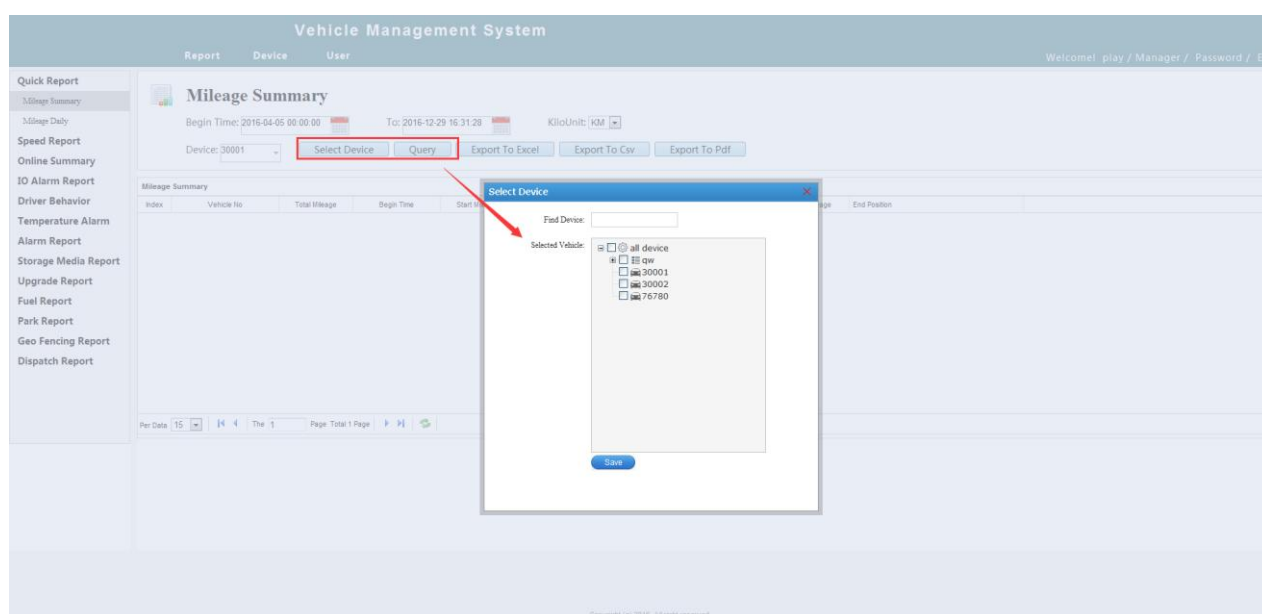 Vehicle Management System
Report Device User
Welcome! play / Manager / Password / E
Quick Report
Mileage Summary
Mileage Daily
Speed Report
Online Summary
IO Alarm Report
Driver Behavior
Temperature Alarm
Alarm Report
Storage Media Report
Upgrade Report
Fuel Report
Park Report
Geo Fencing Report
Dispatch Report
Mileage Summary
Begin Time: 2016-04-05 00:00:00 To: 2016-12-29 16:31:28 KiloUnit: KM
Device: 30001 Select Device Query Export To Excel Export To Csv Export To Pdf
Mileage Summary
Index Vehicle No Total Mileage Begin Time Start End Position
Select Device
Find Device:
Selected Vehicle:
all device
qw
30001
30002
76780
Save
Per Data 15 The 1 Page Total 1 Page